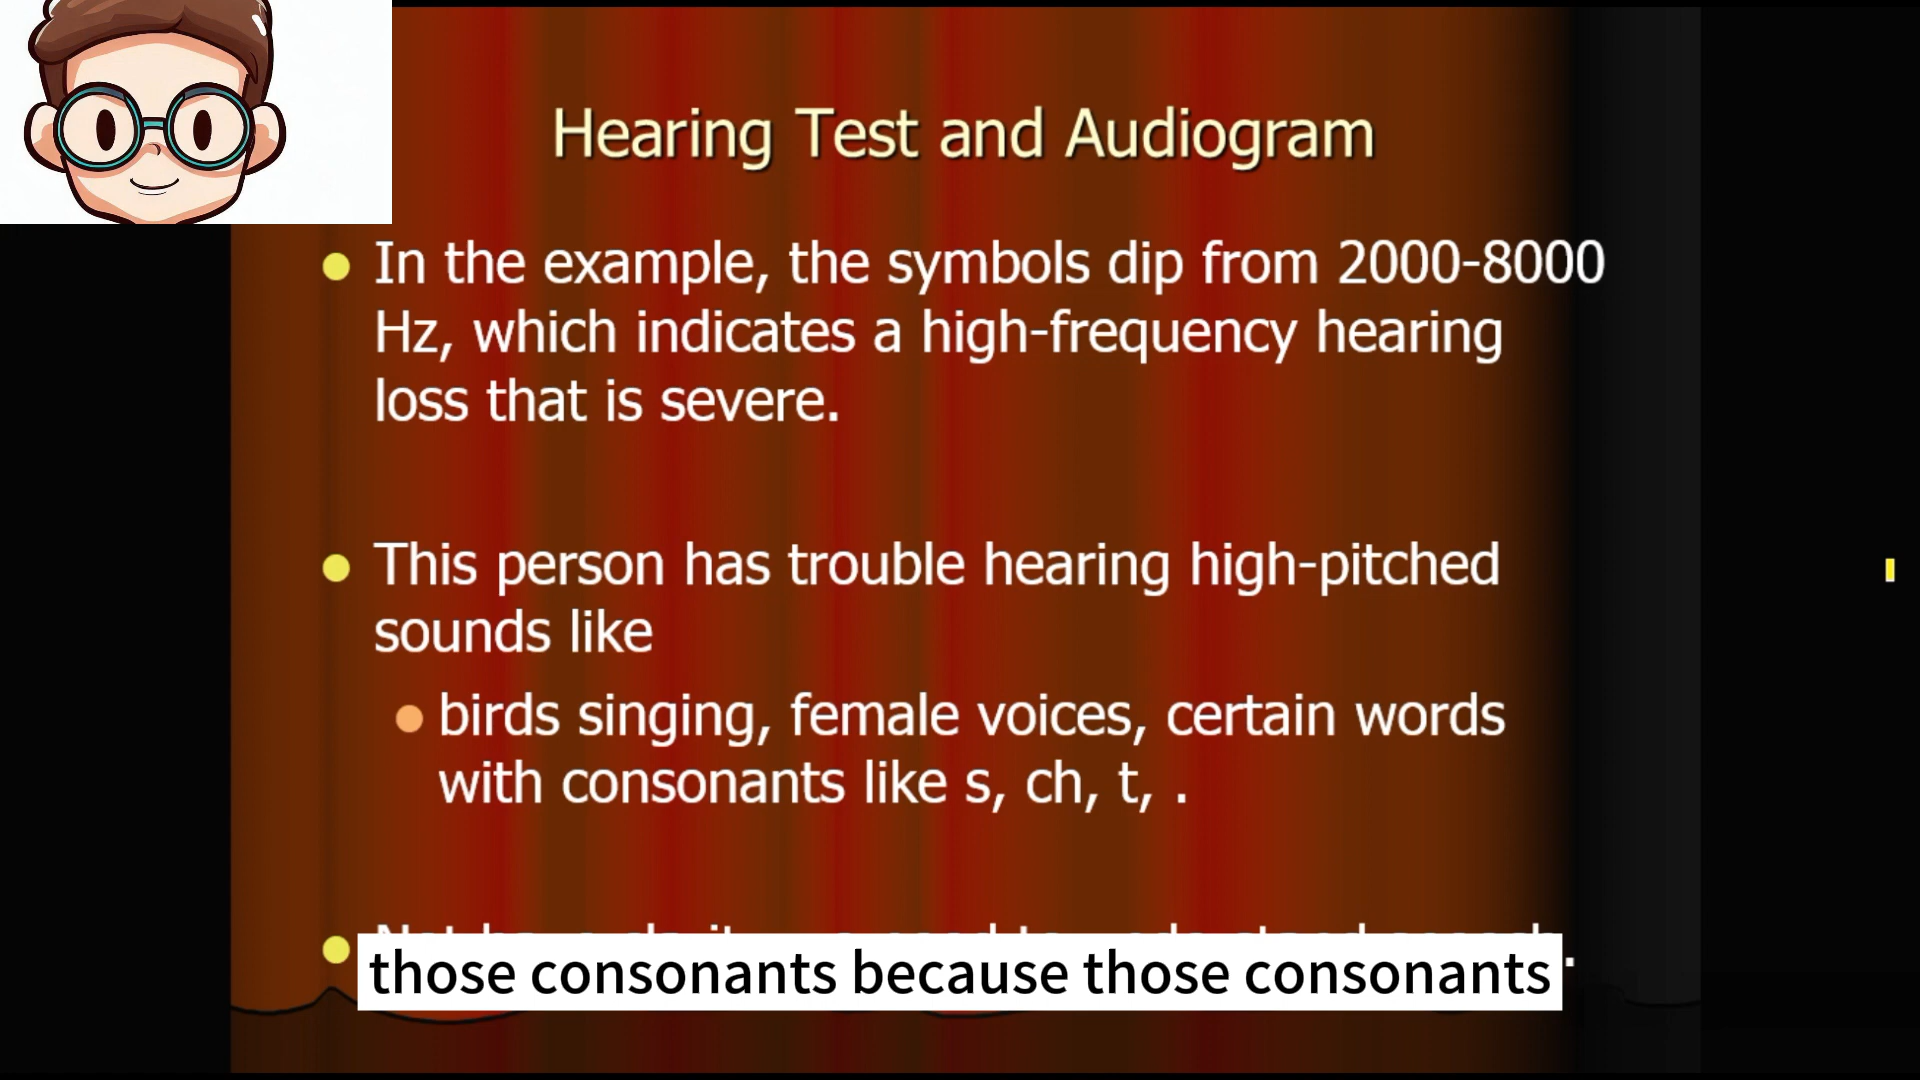 Hearing Test and Audiogram
In the example, the symbols dip from 2000-8000
Hz, which indicates a high-frequency hearing
loss that is severe.
This person has trouble hearing high-pitched
sounds like
birds singing, female voices, certain words
with consonants like s, ch, t, .
those consonants because those consonants